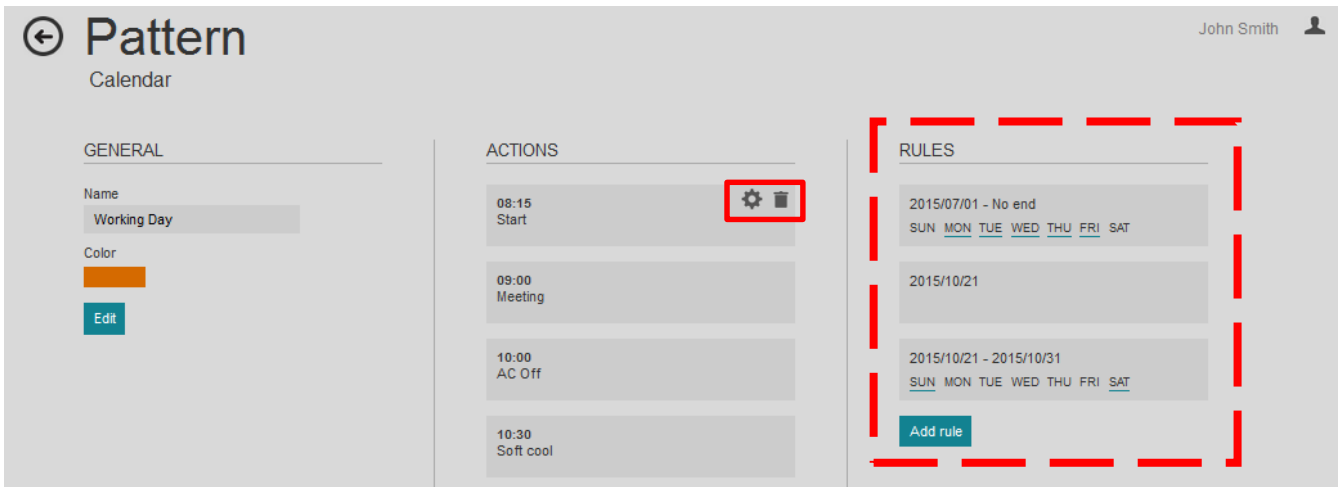 Pattern
John Smith
Calendar
GENERAL
Name
Working Day
Color
Edit
ACTIONS
08:15
Start
09:00
Meeting
10:00
AC Off
10:30
Soft cool
RULES
2015/07/01 - No end
SUN MON TUE WED THU FRI SAT
2015/10/21
2015/10/21 - 2015/10/31
SUN MON TUE WED THU FRI SAT
Add rule